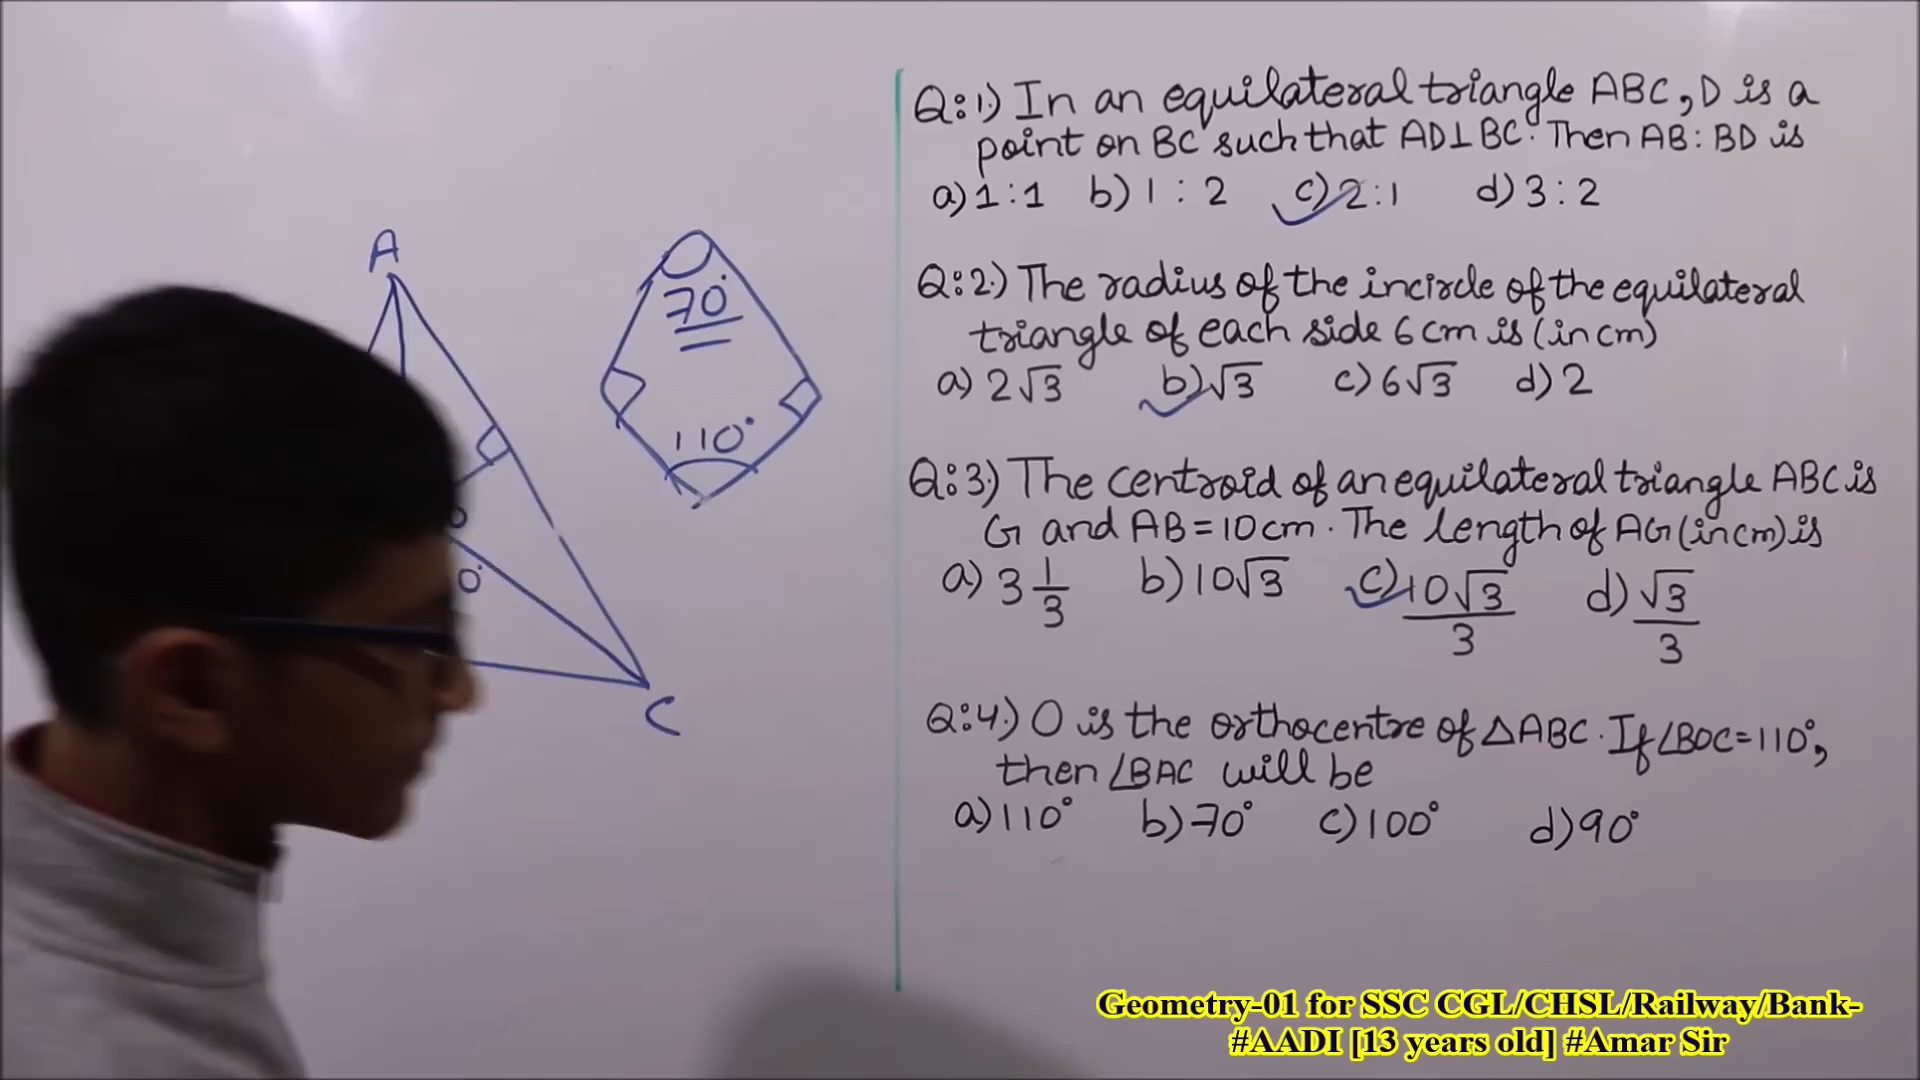 A
70°
110°
0°
C
Q:1) In an equilateral triangle ABC, D is a
point on BC such that AD⊥BC. Then AB:BD is
a) 1:1 b) 1:2 c) 2:1 d) 3:2
Q:2.) The radius of the incircle of the equilateral
triangle of each side 6cm is (in cm)
a) 2√3 b) √3 c) 6√3 d) 2
Q:3.) The centroid of an equilateral triangle ABC is
G and AB=10cm. The length of AG (in cm) is
a) 3 1/3 b) 10√3 c) 10√3/3 d) √3/3
Q:4.) O is the orthocentre of △ABC. If ∠BOC=110°,
then ∠BAC will be
a) 110° b) 70° c) 100° d) 90°
Geometry-01 for SSC CGL/CHSL/Railway/Bank-
#AADI [13 years old] #Amar Sir